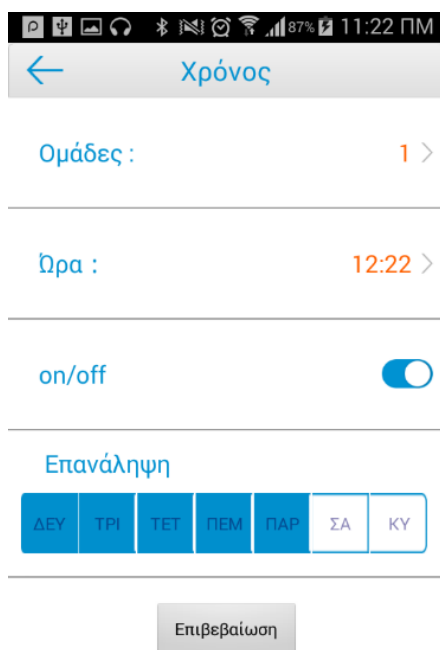 87% 11:22 ΠΜ
Χρόνος
Ομάδες : 1
Ώρα : 12:22
on/off
Επανάληψη
ΔΕΥ ΤΡΙ ΤΕΤ ΠΕΜ ΠΑΡ ΣΑ ΚΥ
Επιβεβαίωση